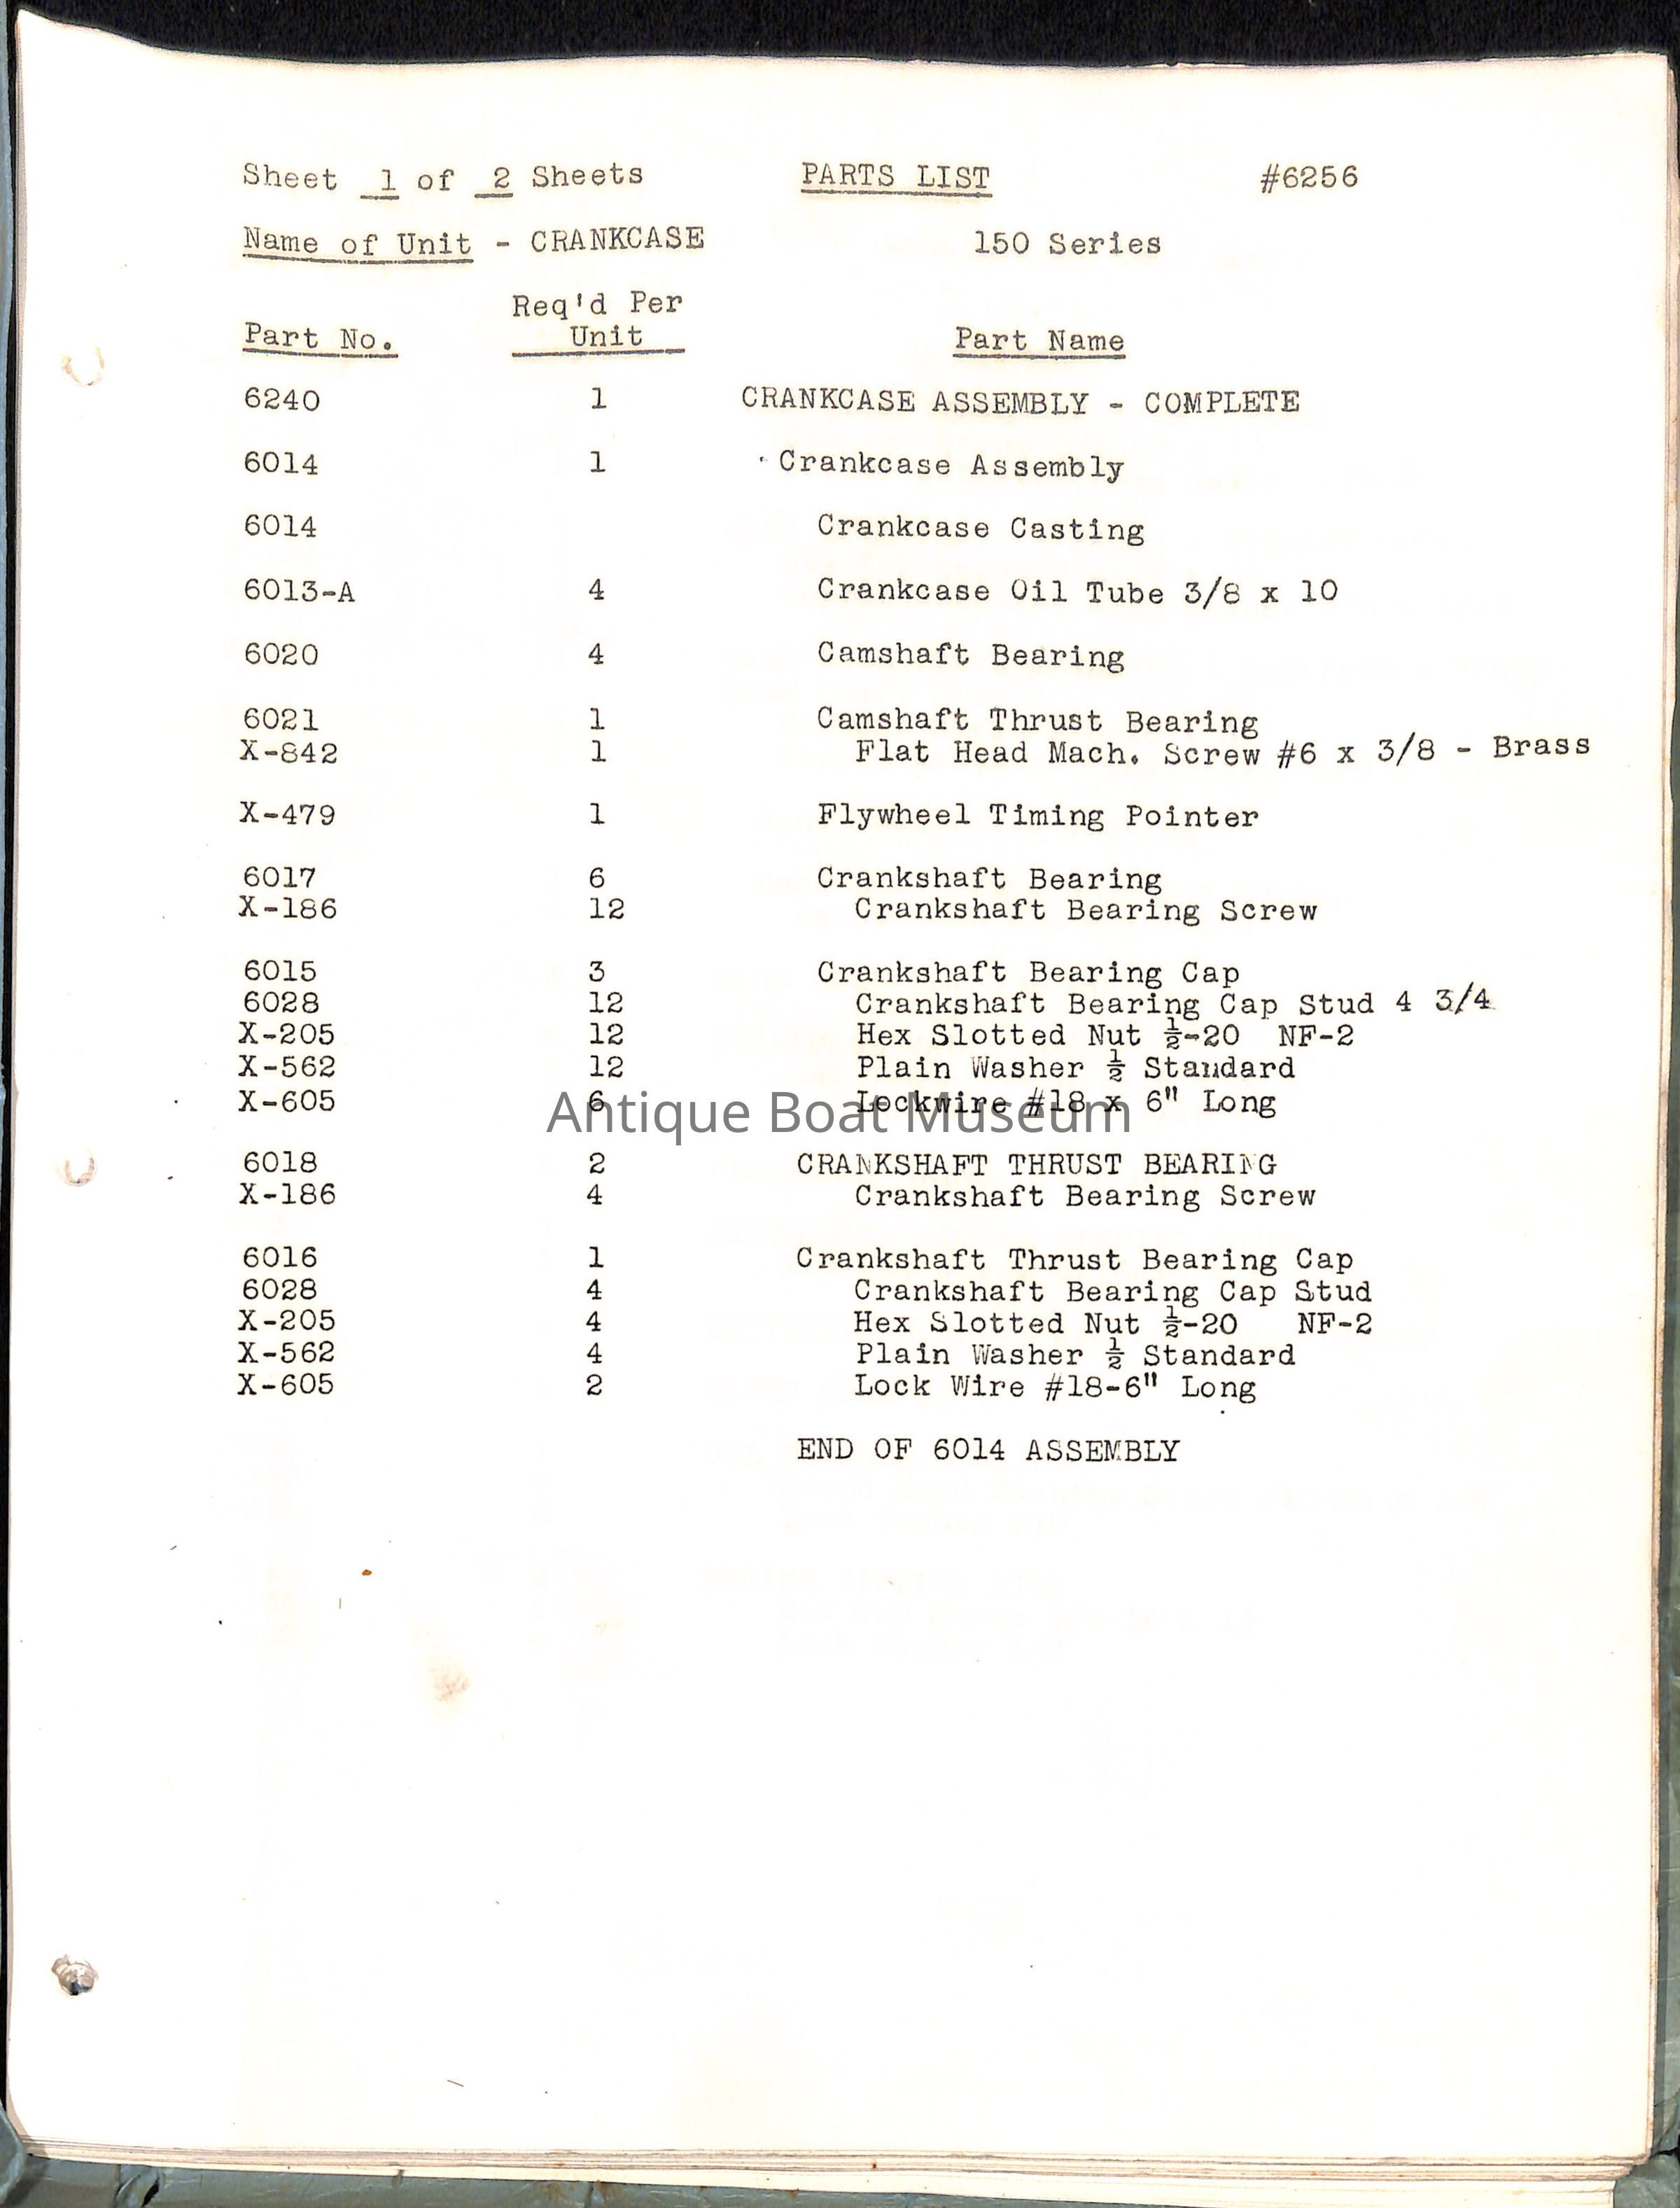 Sheet 1 of 2 Sheets PARTS LIST #6256
Name of Unit - CRANKCASE 150 Series
Req'd Per
Part No. Unit Part Name
6240 1 CRANKCASE ASSEMBLY - COMPLETE
6014 1 Crankcase Assembly
6014 Crankcase Casting
6013-A 4 Crankcase Oil Tube 3/8 x 10
6020 4 Camshaft Bearing
6021 1 Camshaft Thrust Bearing
X-842 1 Flat Head Mach. Screw #6 x 3/8 - Brass
X-479 1 Flywheel Timing Pointer
6017 6 Crankshaft Bearing
X-186 12 Crankshaft Bearing Screw
6015 3 Crankshaft Bearing Cap
6028 12 Crankshaft Bearing Cap Stud 4 3/4
X-205 12 Hex Slotted Nut ½-20 NF-2
X-562 12 Plain Washer ½ Standard
X-605 6 Lockwire #18 x 6" Long
Antique Boat Museum
6018 2 CRANKSHAFT THRUST BEARING
X-186 4 Crankshaft Bearing Screw
6016 1 Crankshaft Thrust Bearing Cap
6028 4 Crankshaft Bearing Cap Stud
X-205 4 Hex Slotted Nut ½-20 NF-2
X-562 4 Plain Washer ½ Standard
X-605 2 Lock Wire #18-6" Long
END OF 6014 ASSEMBLY